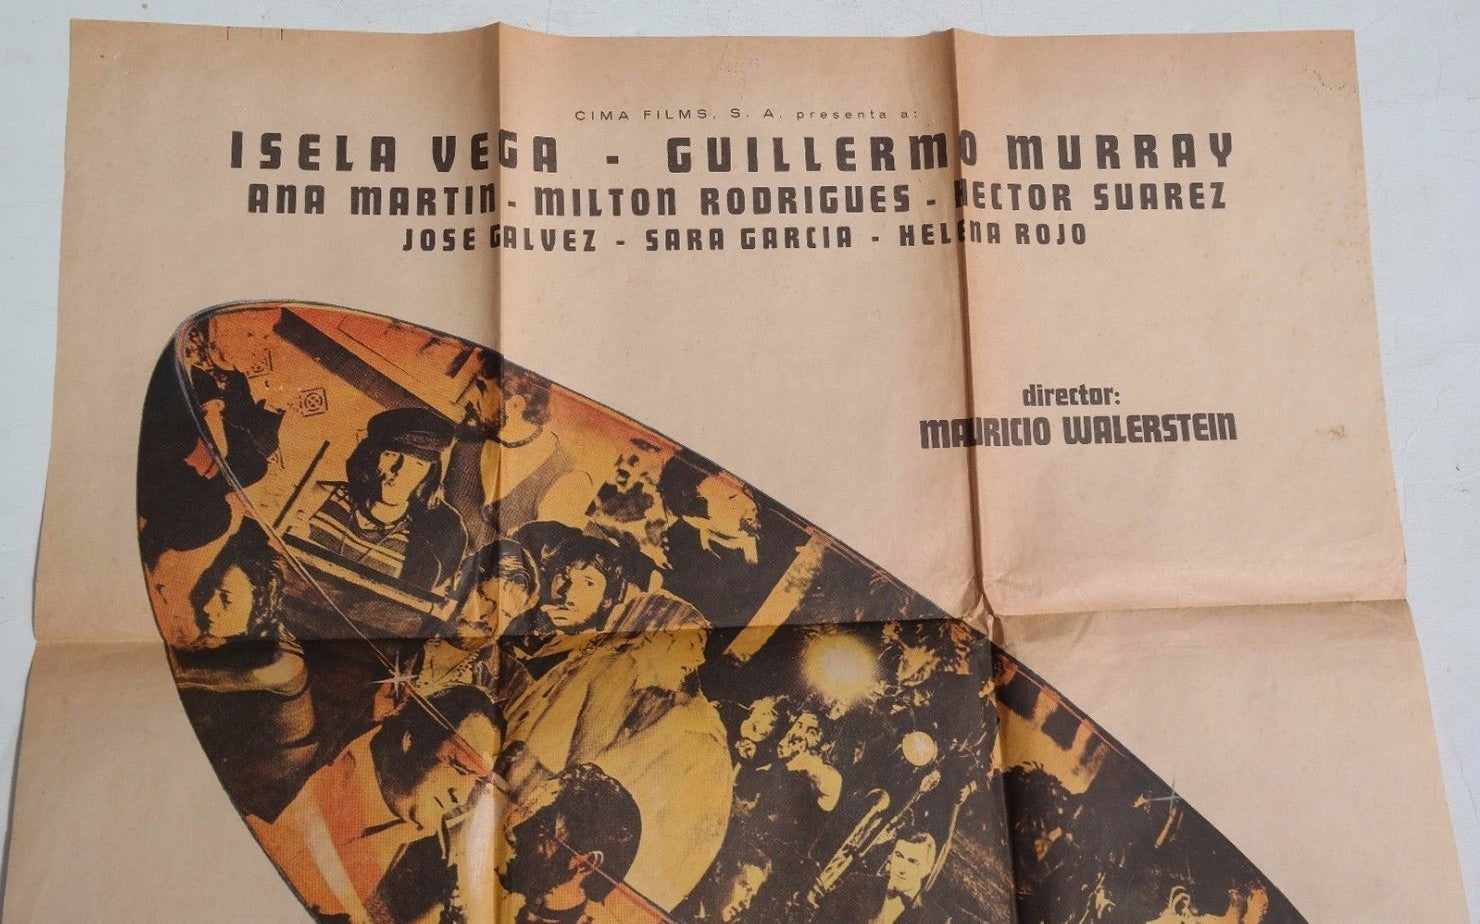 CIMA FILMS, S. A. presenta a:
ISELA VEGA - GUILLERMO MURRAY
ANA MARTIN - MILTON RODRIGUES - HECTOR SUAREZ
JOSE GALVEZ - SARA GARCIA - HELENA ROJO
director:
MAURICIO WALERSTEIN